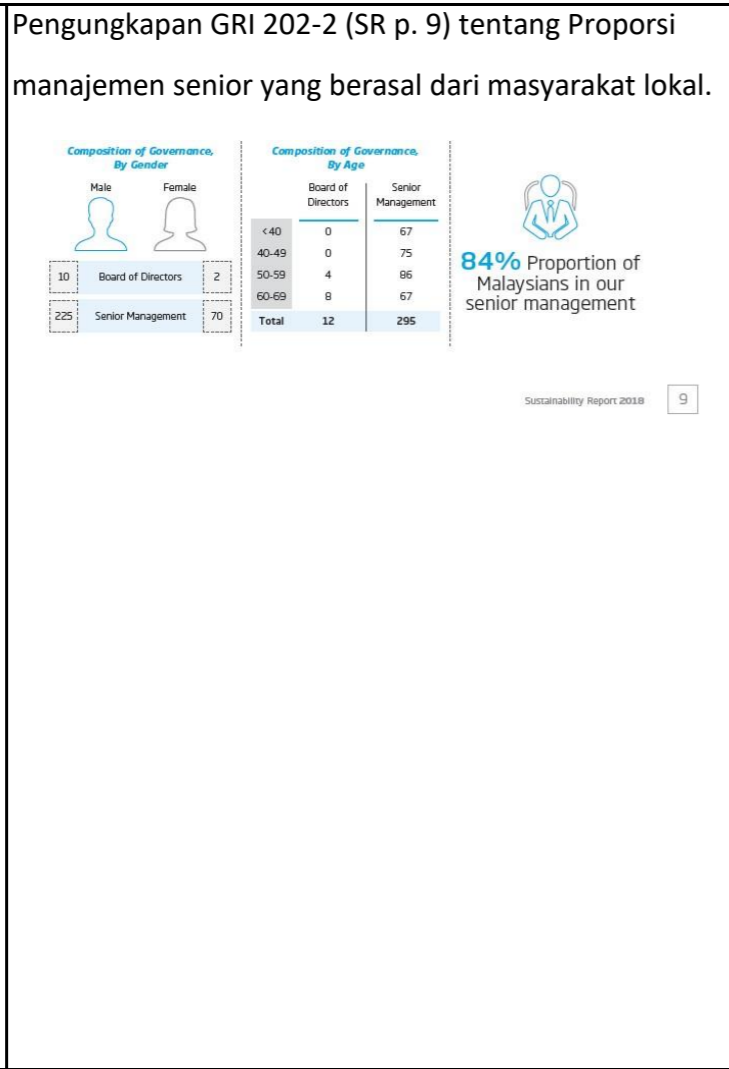 Pengungkapan GRI 202-2 (SR p. 9) tentang Proporsi
manajemen senior yang berasal dari masyarakat lokal.
Composition of Governance,
By Gender
Male Female
10 Board of Directors 2
225 Senior Management 70
Composition of Governance,
By Age
Board of Directors Senior Management
<40 0 67
40-49 0 75
50-59 4 86
60-69 8 67
Total 12 295
84% Proportion of
Malaysians in our
senior management
Sustainability Report 2018 9